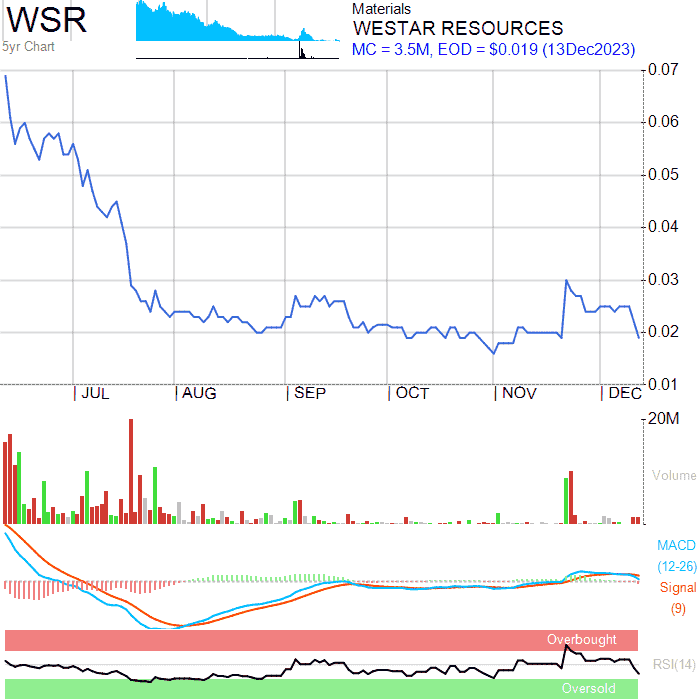 WSR
5yr Chart
Materials
WESTAR RESOURCES
MC = 3.5M, EOD = $0.019 (13Dec2023)
0.07
0.06
0.05
0.04
0.03
0.02
0.01
JUL AUG SEP OCT NOV DEC
20M
Volume
MACD
(12-26)
Signal
(9)
Overbought
RSI(14)
Oversold